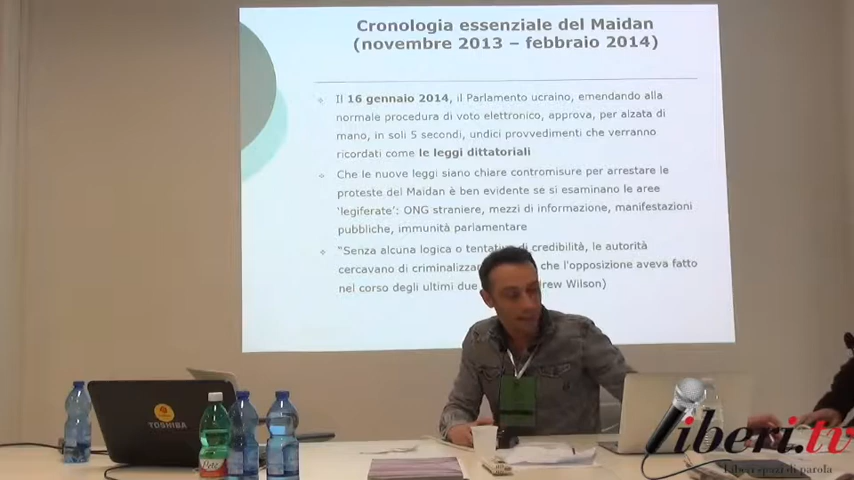 Cronologia essenziale del Maidan
(novembre 2013 – febbraio 2014)
Il 16 gennaio 2014, il Parlamento ucraino, emendando alla
normale procedura di voto elettronico, approva, per alzata di
mano, in soli 5 secondi, undici provvedimenti che verranno
ricordati come le leggi dittatoriali
Che le nuove leggi siano chiare contromisure per arrestare le
proteste del Maidan è ben evidente se si esaminano le aree
'legiferate': ONG straniere, mezzi di informazione, manifestazioni
pubbliche, immunità parlamentare
"Senza alcuna logica o di credibilità, le autorità
cercavano di che l'opposizione aveva fatto
nel corso degli ultimi due Wilson)
TOSHIBA
liberi.tv
Liberi spazi di parola